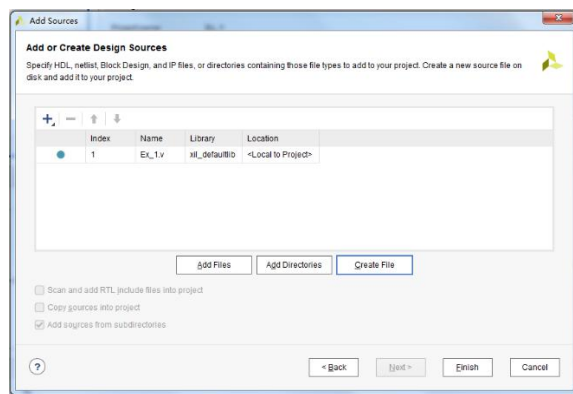 Add Sources
Add or Create Design Sources
Specify HDL, netlist, Block Design, and IP files, or directories containing those file types to add to your project. Create a new source file on
disk and add it to your project.
Index Name Library Location
1 Ex_1.v xil_defaultlib <Local to Project>
Add Files Add Directories Create File
Scan and add RTL include files into project
Copy sources into project
Add sources from subdirectories
? < Back Next > Finish Cancel